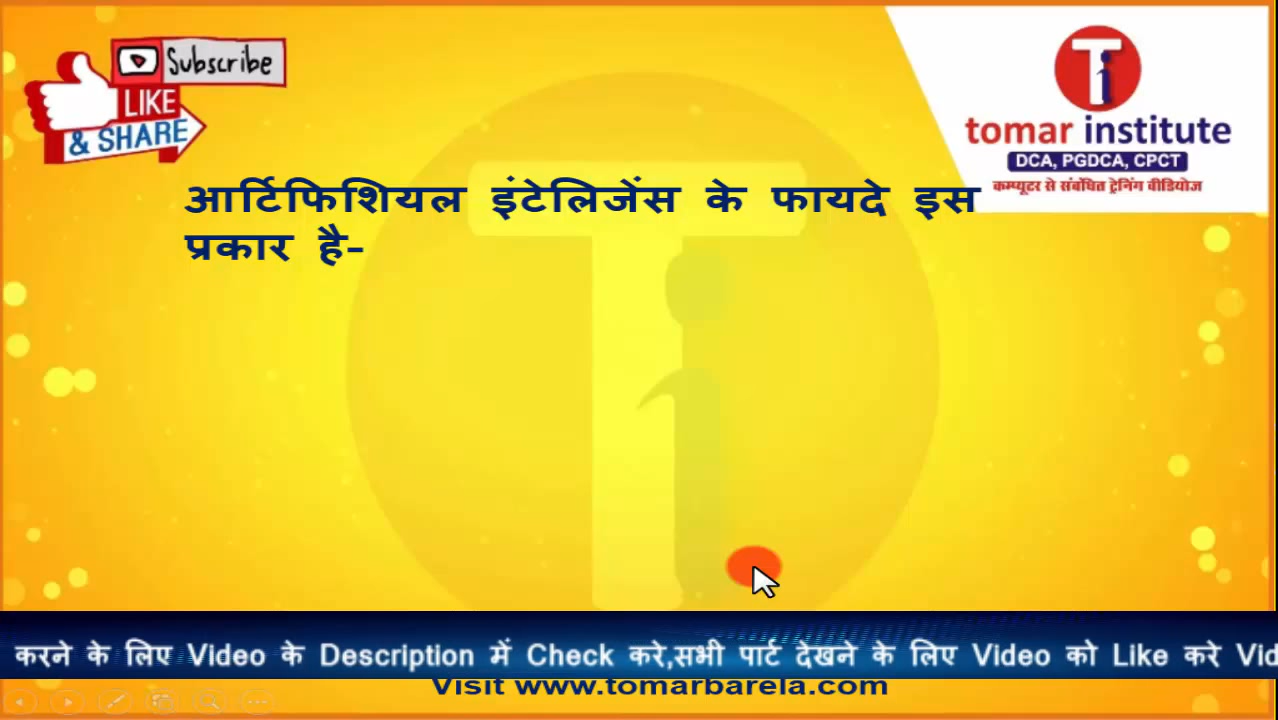 Subscribe
LIKE
& SHARE
tomar institute
DCA, PGDCA, CPCT
कम्प्यूटर से संबंधित ट्रेनिंग वीडियोज
आर्टिफिशियल इंटेलिजेंस के फायदे इस
प्रकार है-
करने के लिए Video के Description में Check करे,सभी पार्ट देखने के लिए Video को Like करे Vid
Visit www.tomarbarela.com